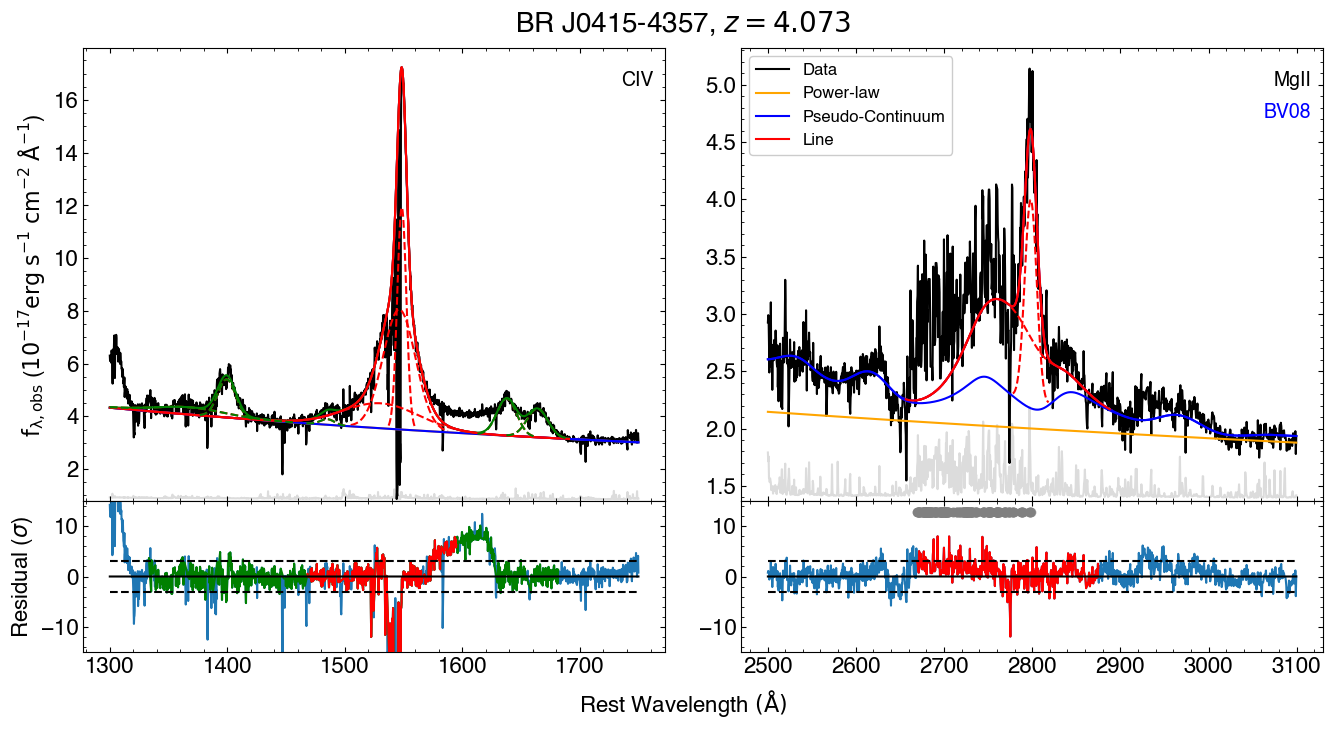 BR J0415-4357, z = 4.073
CIV
16
14
12
10
8
6
4
2
f_{λ, obs} (10^{−17}erg s^{−1} cm^{−2} Å^{−1})
Data
Power-law
Pseudo-Continuum
Line
MgII
BV08
5.0
4.5
4.0
3.5
3.0
2.5
2.0
1.5
10
0
−10
Residual (σ)
1300 1400 1500 1600 1700
10
0
−10
2500 2600 2700 2800 2900 3000 3100
Rest Wavelength (Å)